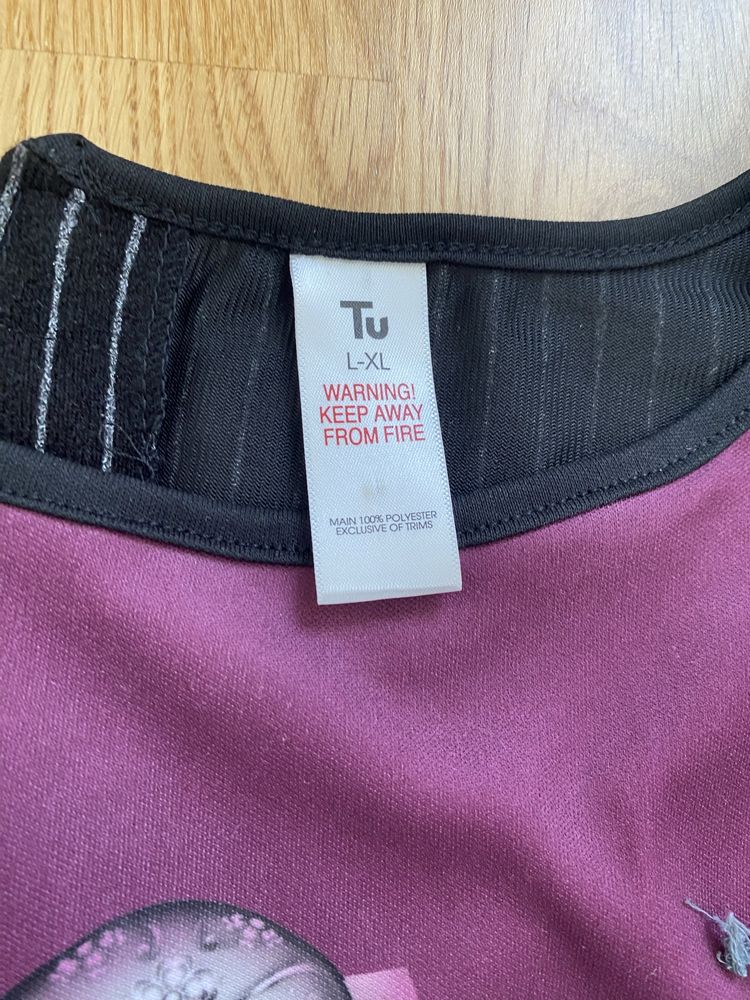 Tu
L-XL
WARNING!
KEEP AWAY
FROM FIRE
MAIN 100% POLYESTER
EXCLUSIVE OF TRIMS